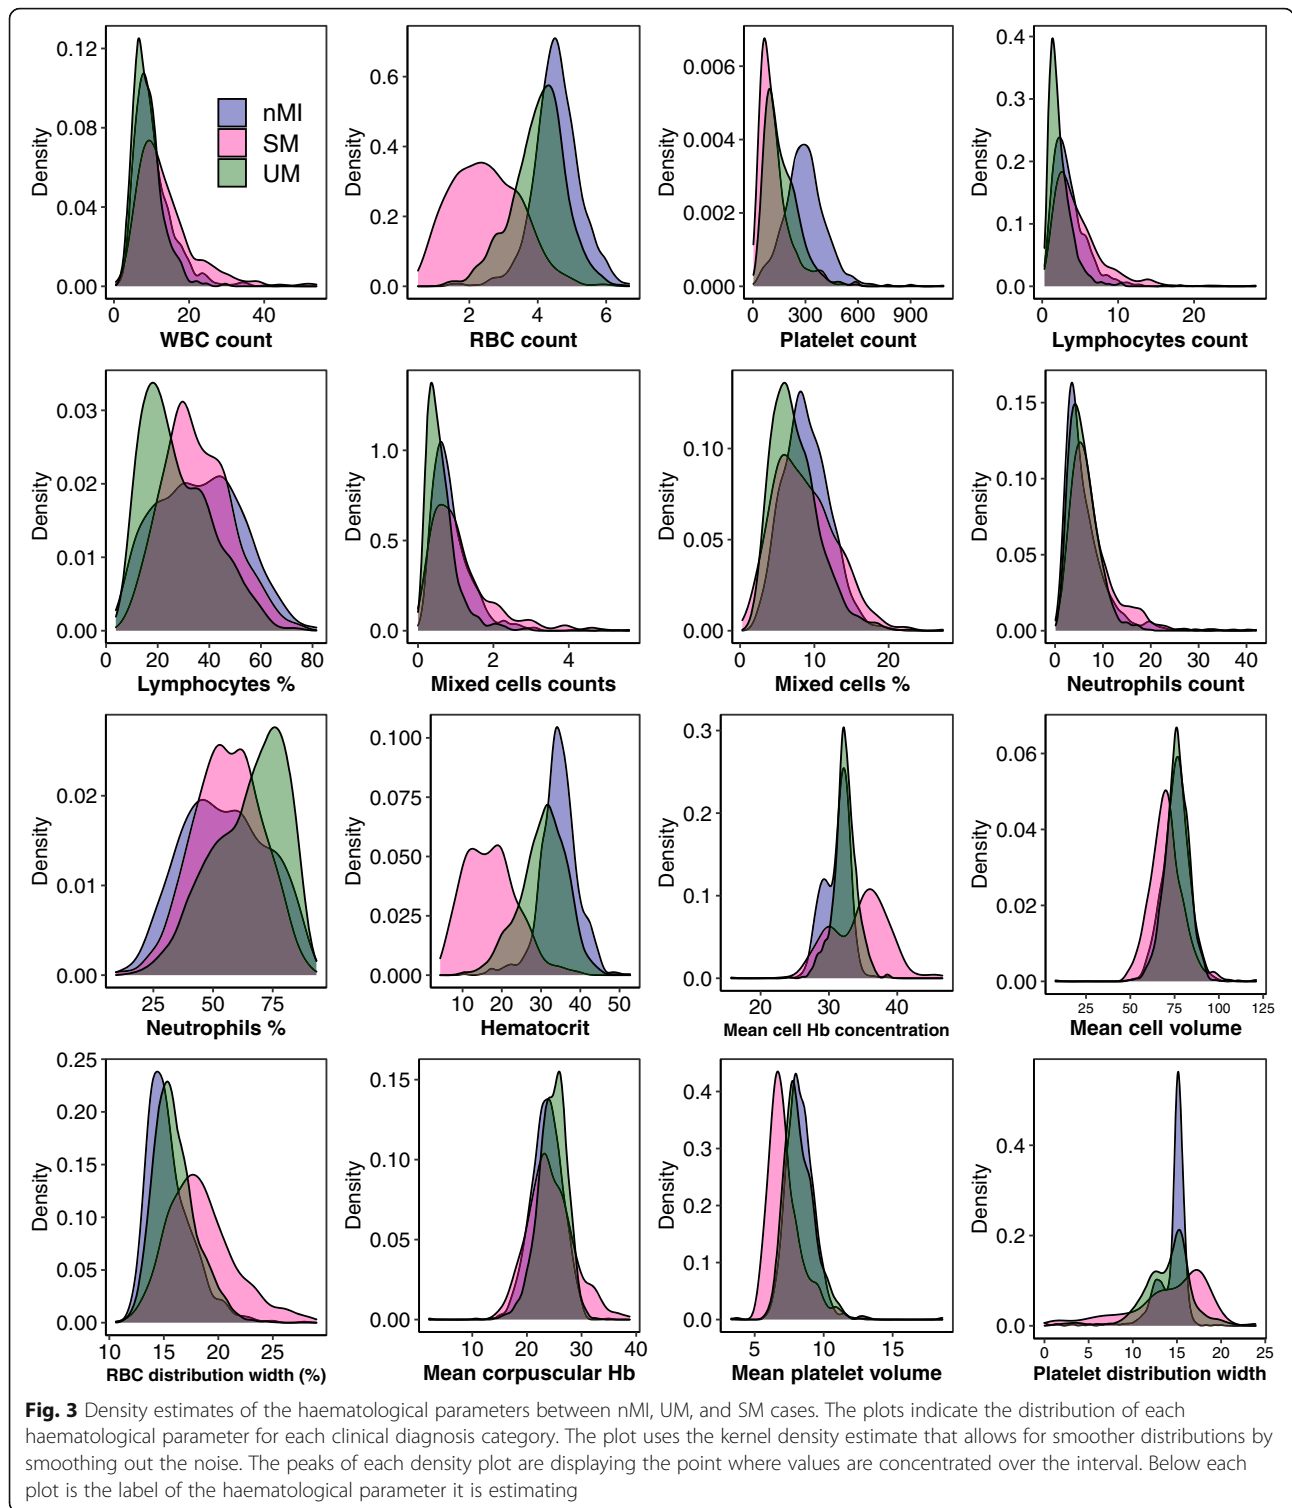 0.12
0.08
0.04
0.00
Density
0 20 40
WBC count
nMI
SM
UM
0.6
0.4
0.2
0.0
Density
2 4 6
RBC count
0.006
0.004
0.002
0.000
Density
0 300 600 900
Platelet count
0.4
0.3
0.2
0.1
0.0
Density
0 10 20
Lymphocytes count
0.03
0.02
0.01
0.00
Density
0 20 40 60 80
Lymphocytes %
1.0
0.5
0.0
Density
0 2 4
Mixed cells counts
0.10
0.05
0.00
Density
0 10 20
Mixed cells %
0.15
0.10
0.05
0.00
Density
0 10 20 30 40
Neutrophils count
0.02
0.01
0.00
Density
25 50 75
Neutrophils %
0.100
0.075
0.050
0.025
0.000
Density
10 20 30 40 50
Hematocrit
0.3
0.2
0.1
0.0
Density
20 30 40
Mean cell Hb concentration
0.06
0.04
0.02
0.00
Density
25 50 75 100 125
Mean cell volume
0.25
0.20
0.15
0.10
0.05
0.00
Density
10 15 20 25
RBC distribution width (%)
0.15
0.10
0.05
0.00
Density
10 20 30 40
Mean corpuscular Hb
0.4
0.3
0.2
0.1
0.0
Density
5 10 15
Mean platelet volume
0.4
0.2
0.0
Density
0 5 10 15 20 25
Platelet distribution width
Fig. 3 Density estimates of the haematological parameters between nMI, UM, and SM cases. The plots indicate the distribution of each
haematological parameter for each clinical diagnosis category. The plot uses the kernel density estimate that allows for smoother distributions by
smoothing out the noise. The peaks of each density plot are displaying the point where values are concentrated over the interval. Below each
plot is the label of the haematological parameter it is estimating